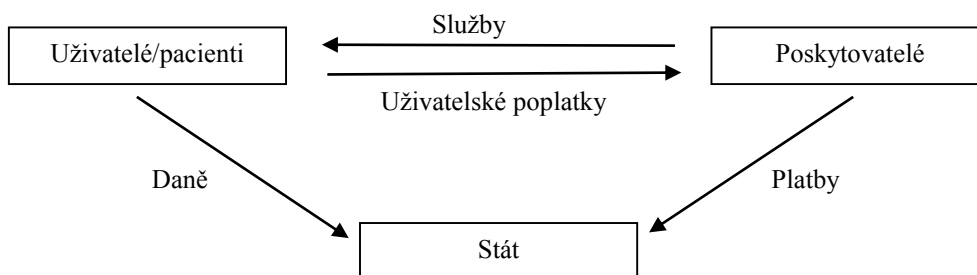 Služby
Uživatelé/pacienti
Poskytovatelé
Uživatelské poplatky
Daně
Platby
Stát